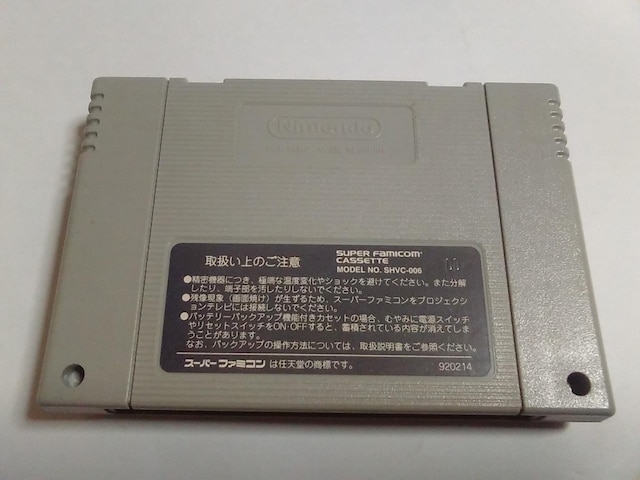 Nintendo
取扱い上のご注意
SUPER FAMICOM
CASSETTE
MODEL NO. SHVC-006
●精密機器につき、極端な温度変化やショックを避けてください。また分解
したり、端子部を汚したりしないでください。
●残像現象(画面焼け)が生ずるため、スーパーファミコンをプロジェクシ
ョンテレビには接続しないでください。
●バッテリーバックアップ機能付きカセットの場合、むやみに電源スイッチ
やリセットスイッチをON・OFFすると、蓄積されている内容が消えてしま
うことがあります。
なお、バックアップの操作方法については、取扱説明書をご参照ください。
スーパーファミコン は任天堂の商標です。
920214